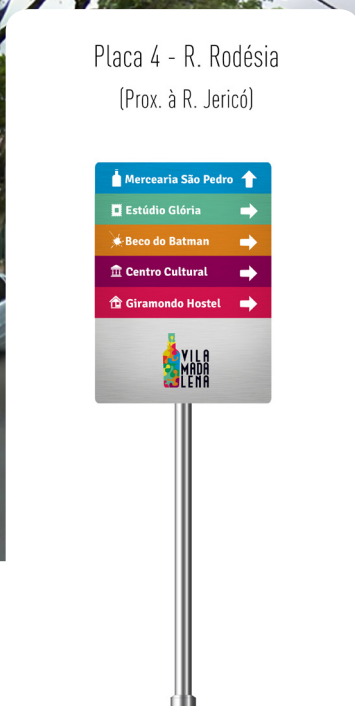 Placa 4 - R. Rodésia
(Prox. à R. Jericó)
Mercearia São Pedro
Estúdio Glória
Beco do Batman
Centro Cultural
Giramondo Hostel
VILA
MADA
LENA